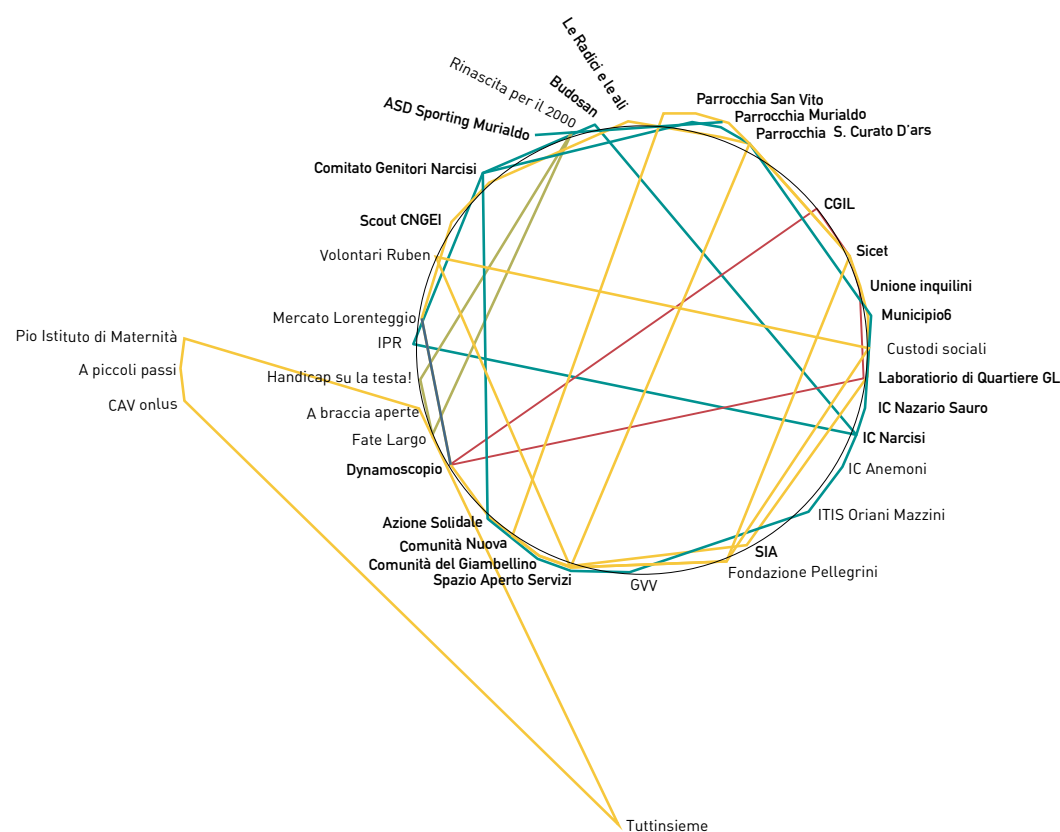 Le Radici e le ali
Rinascita per il 2000
Budosan
ASD Sporting Murialdo
Comitato Genitori Narcisi
Scout CNGEI
Volontari Ruben
Mercato Lorenteggio
IPR
Pio Istituto di Maternità
A piccoli passi
CAV onlus
Handicap su la testa!
A braccia aperte
Fate Largo
Dynamoscopio
Azione Solidale
Comunità Nuova
Comunità del Giambellino
Spazio Aperto Servizi
GVV
Parrocchia San Vito
Parrocchia Murialdo
Parrocchia S. Curato D'ars
CGIL
Sicet
Unione inquilini
Municipio6
Custodi sociali
Laboratiorio di Quartiere GL
IC Nazario Sauro
IC Narcisi
IC Anemoni
ITIS Oriani Mazzini
SIA
Fondazione Pellegrini
Tuttinsieme